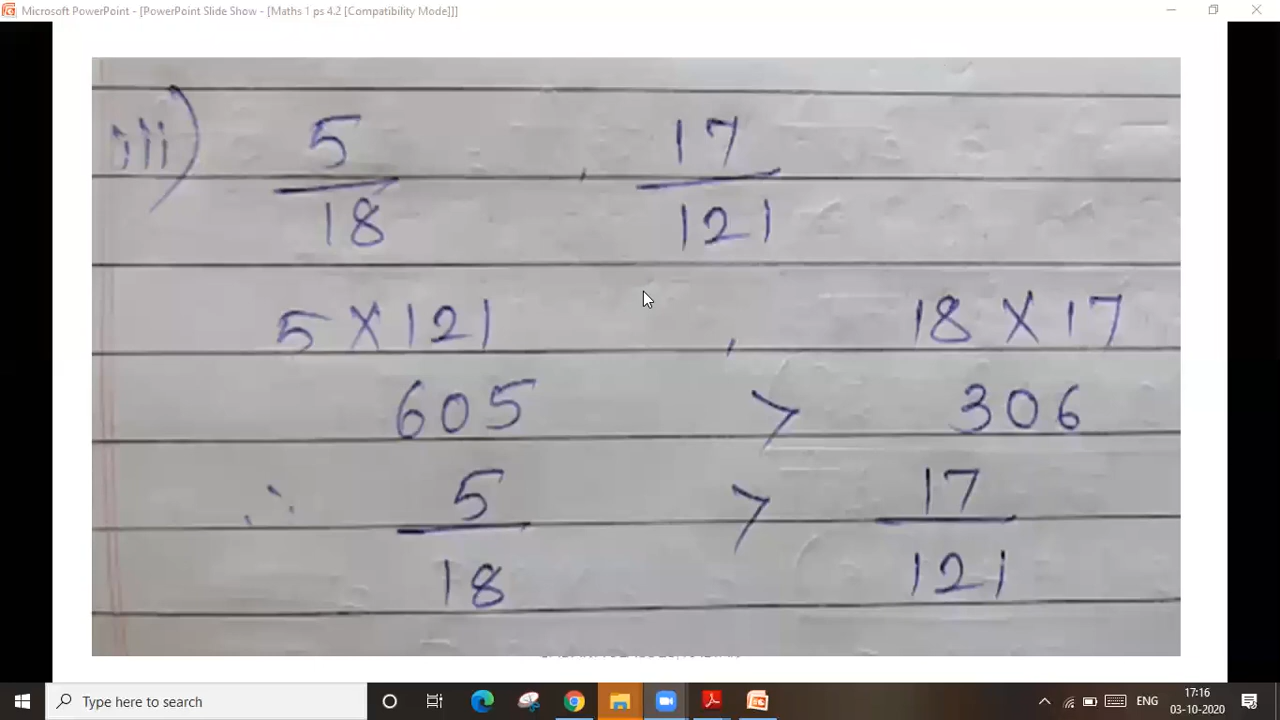 Microsoft PowerPoint - [PowerPoint Slide Show - [Maths 1 ps 4.2 [Compatibility Mode]]]
iii) 5/18 , 17/121
5 X 121 , 18 X 17
605 > 306
∴ 5/18 > 17/121
Type here to search
ENG
17:16
03-10-2020